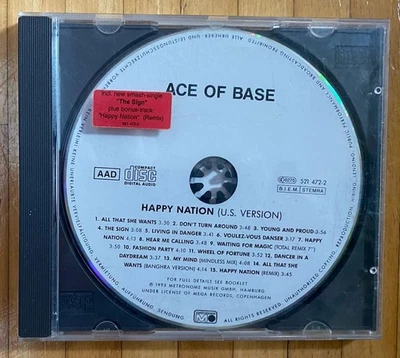 ACE OF BASE
incl. new smash-single
"The Sign"
plus bonus-track
"Happy Nation" (Remix)
AAD
COMPACT
disc
DIGITAL AUDIO
521 472-2
B.I.E.M. STEMRA
HAPPY NATION (U.S. VERSION)
1. ALL THAT SHE WANTS 3.30 2. DON'T TURN AROUND 3.48 3. YOUNG AND PROUD 3.56
4. THE SIGN 3.08 5. LIVING IN DANGER 3.41 6. VOULEZ-VOUS DANSER 3.17 7. HAPPY
NATION 4.13 8. HEAR ME CALLING 3.48 9. WAITING FOR MAGIC (TOTAL REMIX 7")
3.50 10. FASHION PARTY 4.10 11. WHEEL OF FORTUNE 3.52 12. DANCER IN A
DAYDREAM 3.37 13. MY MIND (MINDLESS MIX) 4.08 14. ALL THAT SHE
WANTS (BANGHRA VERSION) 4.14 15. HAPPY NATION (REMIX) 3.45
FOR FULL DETAILS SEE BOOKLET
℗ 1993 METRONOME MUSIK GMBH, HAMBURG
UNDER LICENSE OF MEGA RECORDS, COPENHAGEN
ALL RIGHTS RESERVED. UNAUTHORIZED COPYING, REPRODUCTION